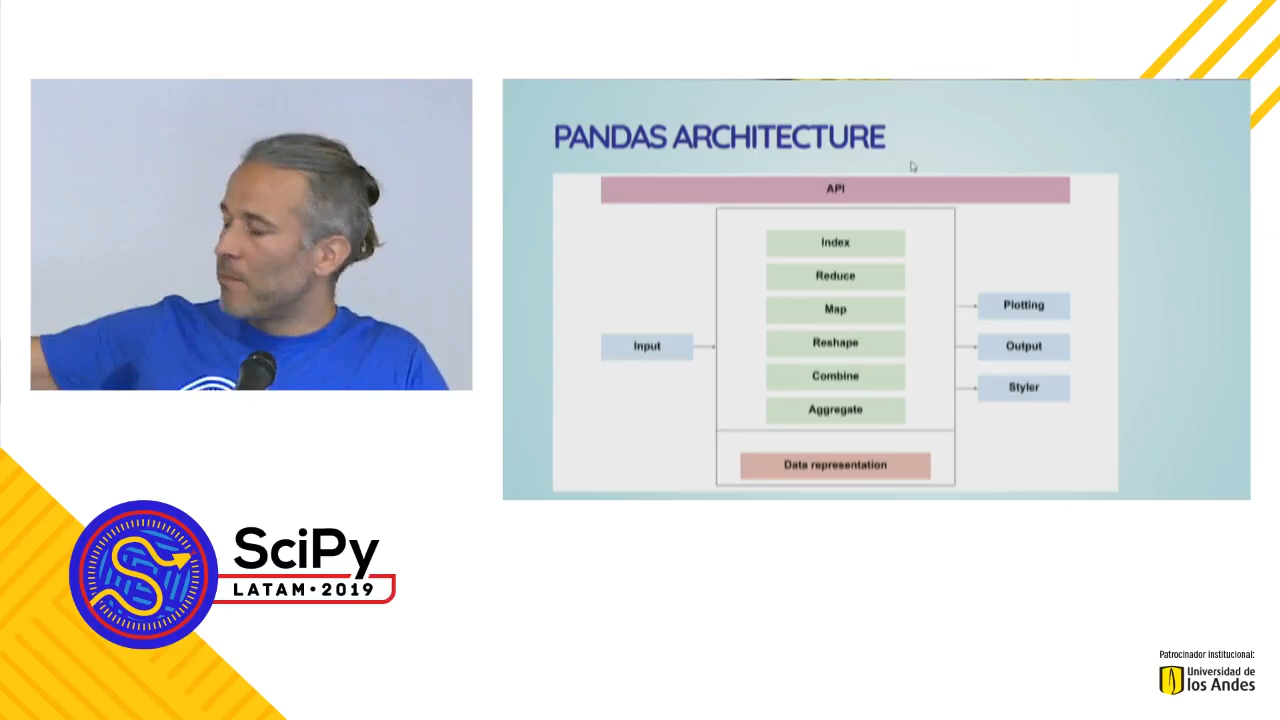 PANDAS ARCHITECTURE
API
Index
Reduce
Map
Reshape
Combine
Aggregate
Input
Plotting
Output
Styler
Data representation
SciPy
LATAM • 2019
Patrocinador institucional:
Universidad de
los Andes